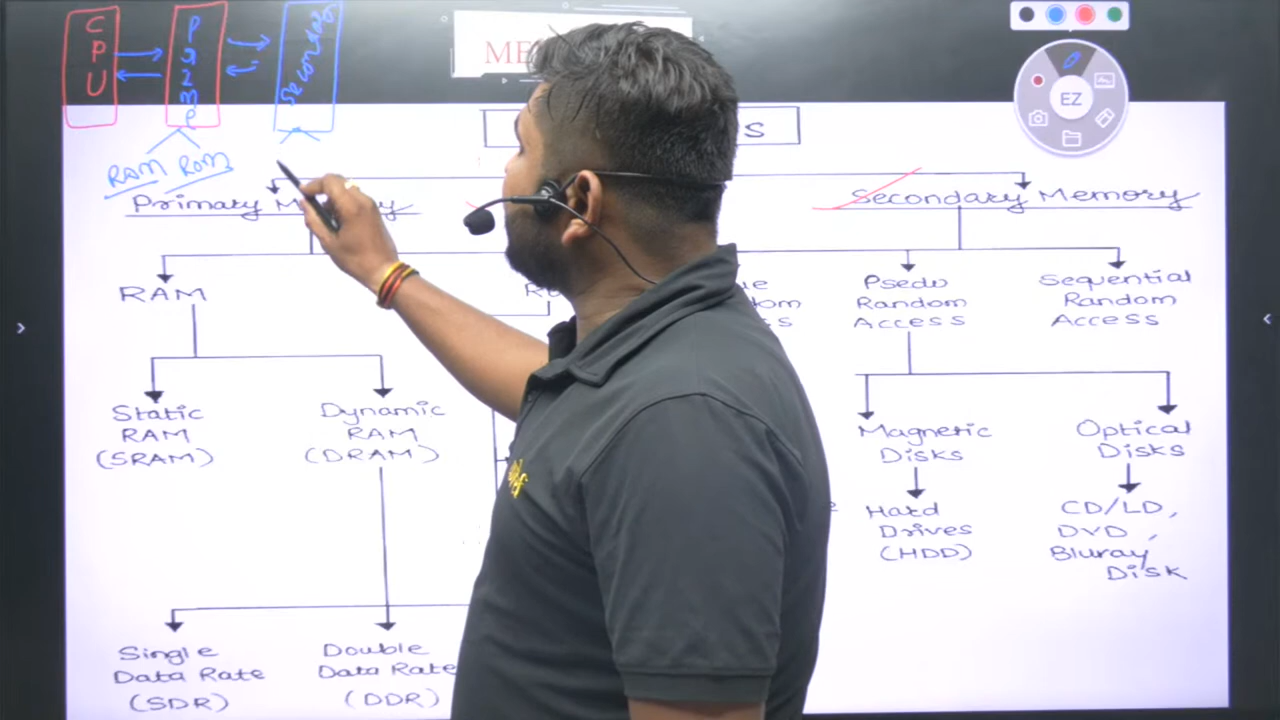 C
P
U
Secondary
RAM ROM
EZ
S
Primary
Secondary Memory
RAM
Psedo
Random
Access
Sequential
Random
Access
Static
RAM
(SRAM)
Dynamic
RAM
(DRAM)
Magnetic
Disks
Optical
Disks
Hard
Drives
(HDD)
CD/LD,
DVD,
Bluray
Disk
Single
Data Rate
(SDR)
Double
Data Rate
(DDR)